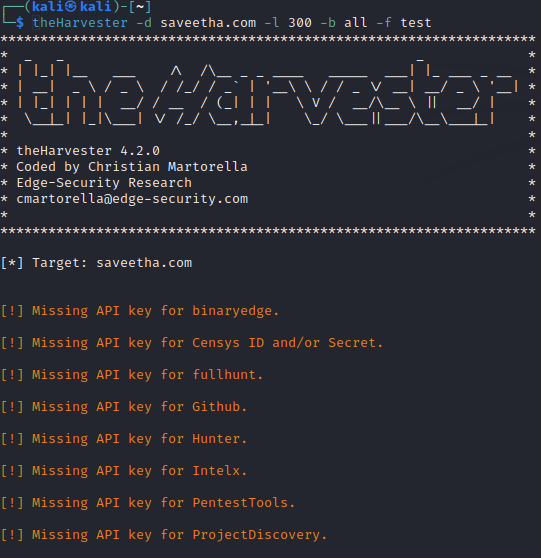 ┌──(kali㉿kali)-[~]
└─$ theHarvester -d saveetha.com -l 300 -b all -f test
*******************************************************************
* theHarvester 4.2.0 *
* Coded by Christian Martorella *
* Edge-Security Research *
* cmartorella@edge-security.com *
* *
*******************************************************************
[*] Target: saveetha.com
[!] Missing API key for binaryedge.
[!] Missing API key for Censys ID and/or Secret.
[!] Missing API key for fullhunt.
[!] Missing API key for Github.
[!] Missing API key for Hunter.
[!] Missing API key for Intelx.
[!] Missing API key for PentestTools.
[!] Missing API key for ProjectDiscovery.